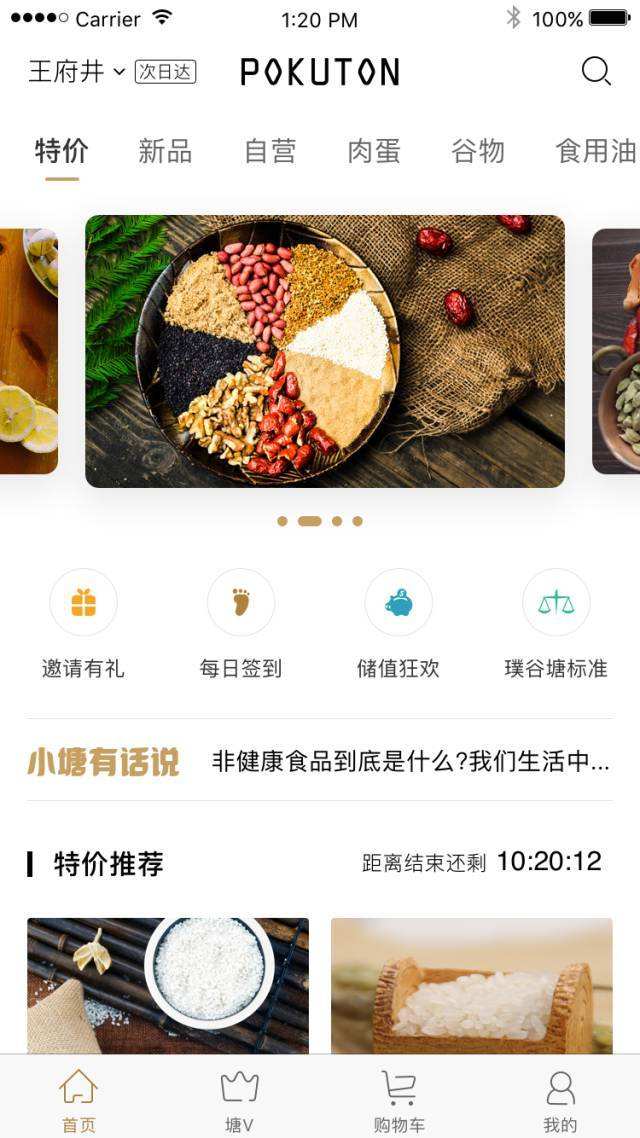 Carrier 1:20 PM 100%
王府井 次日达 POKUTON
特价 新品 自营 肉蛋 谷物 食用油
邀请有礼 每日签到 储值狂欢 璞谷塘标准
小塘有话说 非健康食品到底是什么?我们生活中...
特价推荐 距离结束还剩 10:20:12
首页 塘V 购物车 我的